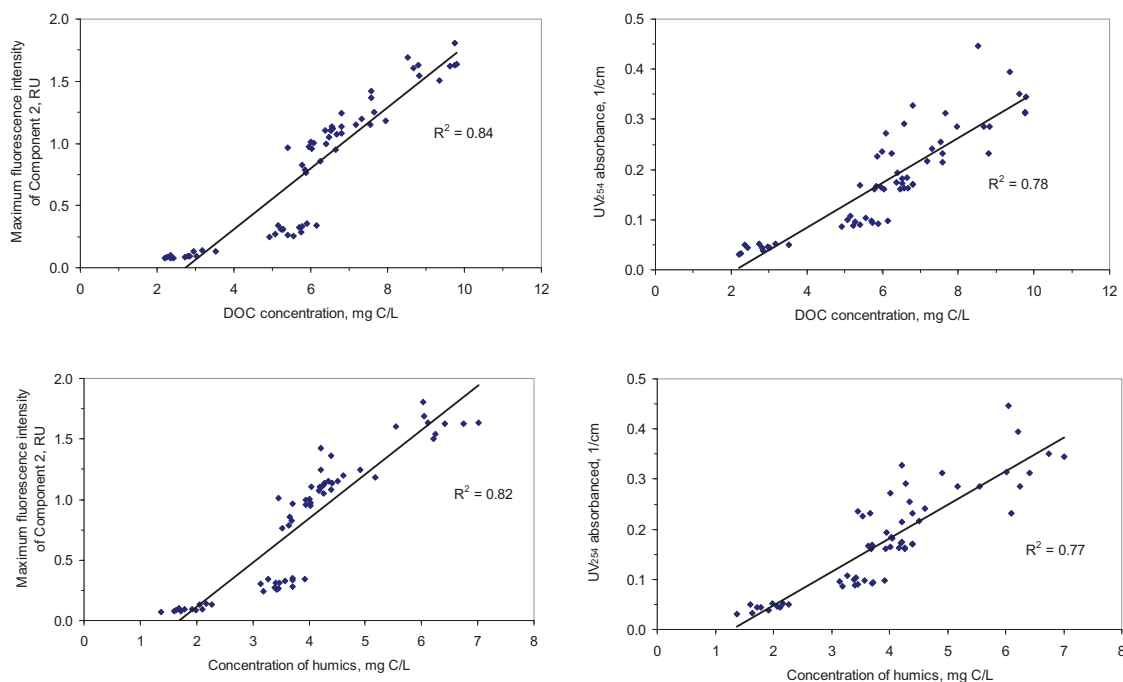 Maximum fluorescence intensity
of Component 2, RU
2.0
1.5
1.0
0.5
0.0
R² = 0.84
0 2 4 6 8 10 12
DOC concentration, mg C/L
UV₂₅₄ absorbance, 1/cm
0.5
0.4
0.3
0.2
0.1
0.0
R² = 0.78
0 2 4 6 8 10 12
DOC concentration, mg C/L
Maximum fluorescence intensity
of Component 2, RU
2.0
1.5
1.0
0.5
0.0
R² = 0.82
0 1 2 3 4 5 6 7 8
Concentration of humics, mg C/L
UV₂₅₄ absorbanced, 1/cm
0.5
0.4
0.3
0.2
0.1
0.0
R² = 0.77
0 1 2 3 4 5 6 7 8
Concentration of humics, mg C/L